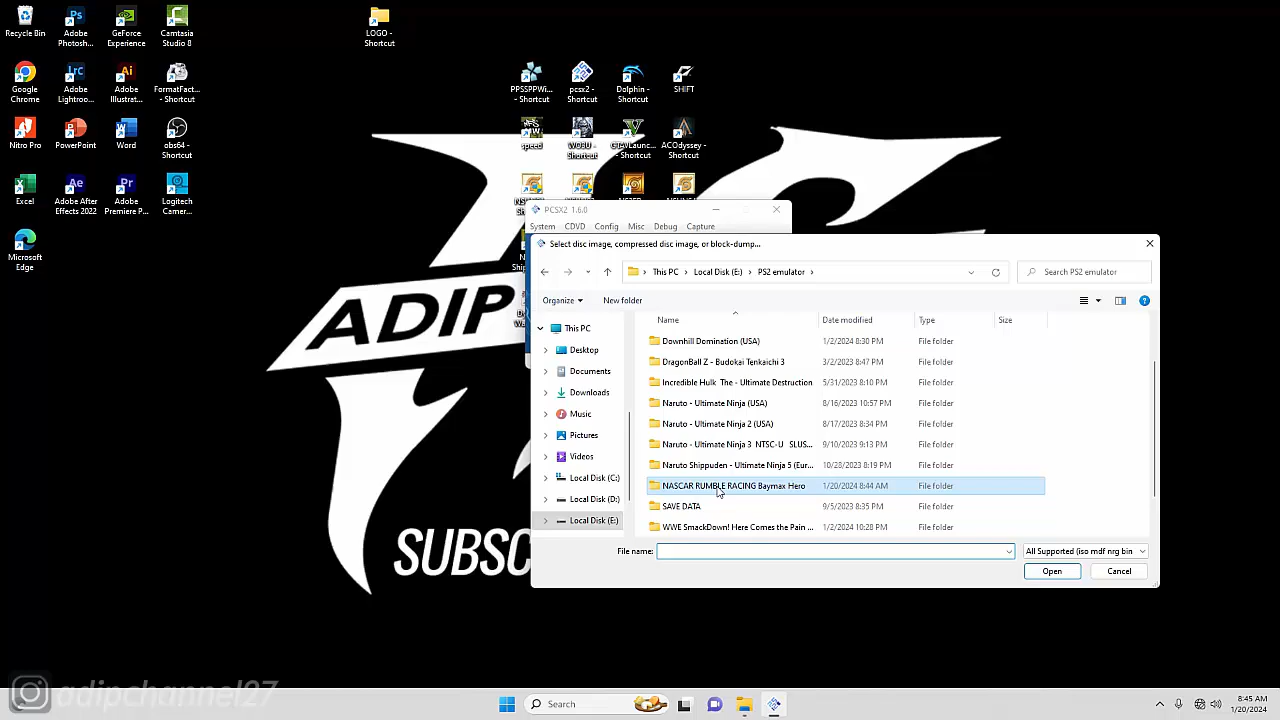 Recycle Bin
Adobe
Photosh...
GeForce
Experience
Camtasia
Studio 8
LOGO -
Shortcut
Google
Chrome
Adobe
Lightroo...
Adobe
Illustrat...
FormatFact...
- Shortcut
PPSSPPWi...
- Shortcut
pcsx2 -
Shortcut
Dolphin -
Shortcut
SHIFT
Nitro Pro
PowerPoint
Word
obs64 -
Shortcut
speed
WO3U -
Shortcut
GTAVLaunc...
- Shortcut
ACOdyssey -
Shortcut
Excel
Adobe After
Effects 2022
Adobe
Premiere P...
Logitech
Camer...
Microsoft
Edge
ADIP
SUBSC
PCSX2 1.6.0
System CDVD Config Misc Debug Capture
Select disc image, compressed disc image, or block-dump...
This PC > Local Disk (E:) > PS2 emulator >
Search PS2 emulator
Organize New folder
Name Date modified Type Size
This PC
Desktop
Documents
Downloads
Music
Pictures
Videos
Local Disk (C:)
Local Disk (D:)
Local Disk (E:)
Downhill Domination (USA) 1/2/2024 8:30 PM File folder
DragonBall Z - Budokai Tenkaichi 3 3/2/2023 8:47 PM File folder
Incredible Hulk The - Ultimate Destruction 5/31/2023 8:10 PM File folder
Naruto - Ultimate Ninja (USA) 8/16/2023 10:57 PM File folder
Naruto - Ultimate Ninja 2 (USA) 8/17/2023 8:34 PM File folder
Naruto - Ultimate Ninja 3 NTSC-U SLUS... 9/10/2023 9:13 PM File folder
Naruto Shippuden - Ultimate Ninja 5 (Eur... 10/28/2023 8:19 PM File folder
NASCAR RUMBLE RACING Baymax Hero 1/20/2024 8:44 AM File folder
SAVE DATA 9/5/2023 8:35 PM File folder
WWE SmackDown! Here Comes the Pain ... 1/2/2024 10:28 PM File folder
File name:
All Supported (iso mdf nrg bin
Open Cancel
adipchannel27
Search
8:45 AM
1/20/2024